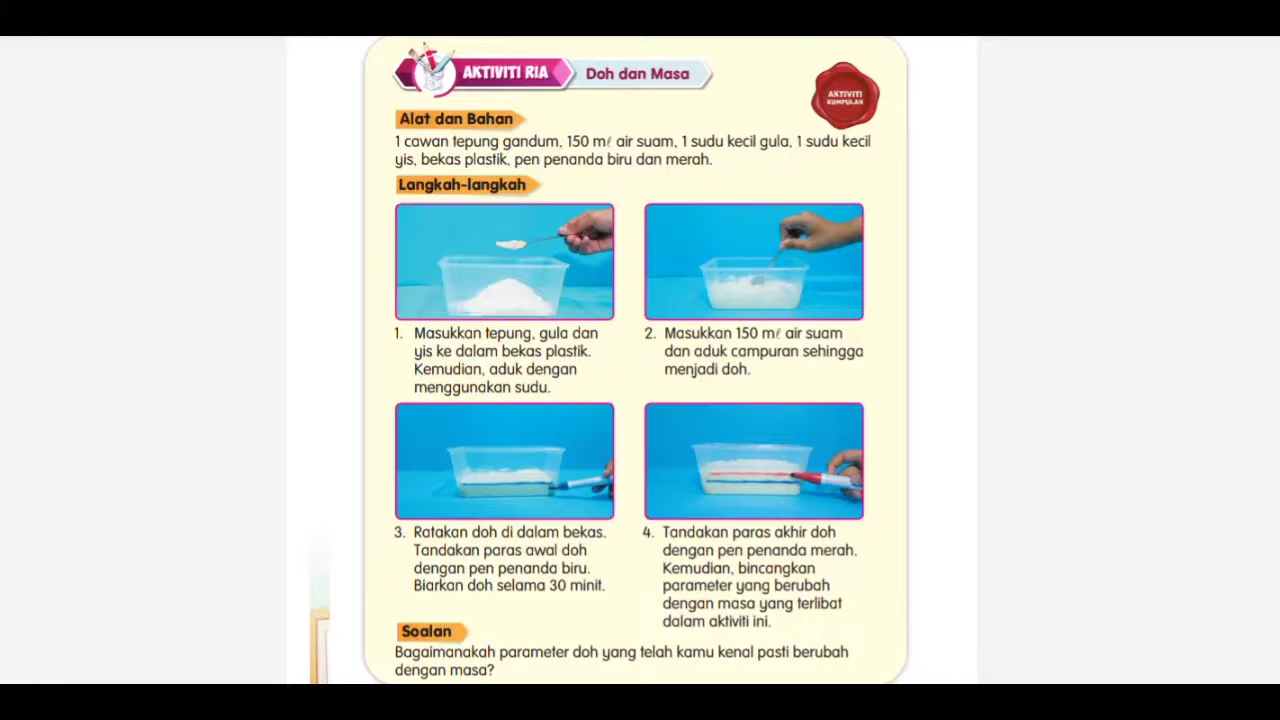 AKTIVITI RIA
Doh dan Masa
AKTIVITI
KUMPULAN
Alat dan Bahan
1 cawan tepung gandum, 150 mℓ air suam, 1 sudu kecil gula, 1 sudu kecil
yis, bekas plastik, pen penanda biru dan merah.
Langkah-langkah
1. Masukkan tepung, gula dan
yis ke dalam bekas plastik.
Kemudian, aduk dengan
menggunakan sudu.
2. Masukkan 150 mℓ air suam
dan aduk campuran sehingga
menjadi doh.
3. Ratakan doh di dalam bekas.
Tandakan paras awal doh
dengan pen penanda biru.
Biarkan doh selama 30 minit.
4. Tandakan paras akhir doh
dengan pen penanda merah.
Kemudian, bincangkan
parameter yang berubah
dengan masa yang terlibat
dalam aktiviti ini.
Soalan
Bagaimanakah parameter doh yang telah kamu kenal pasti berubah
dengan masa?